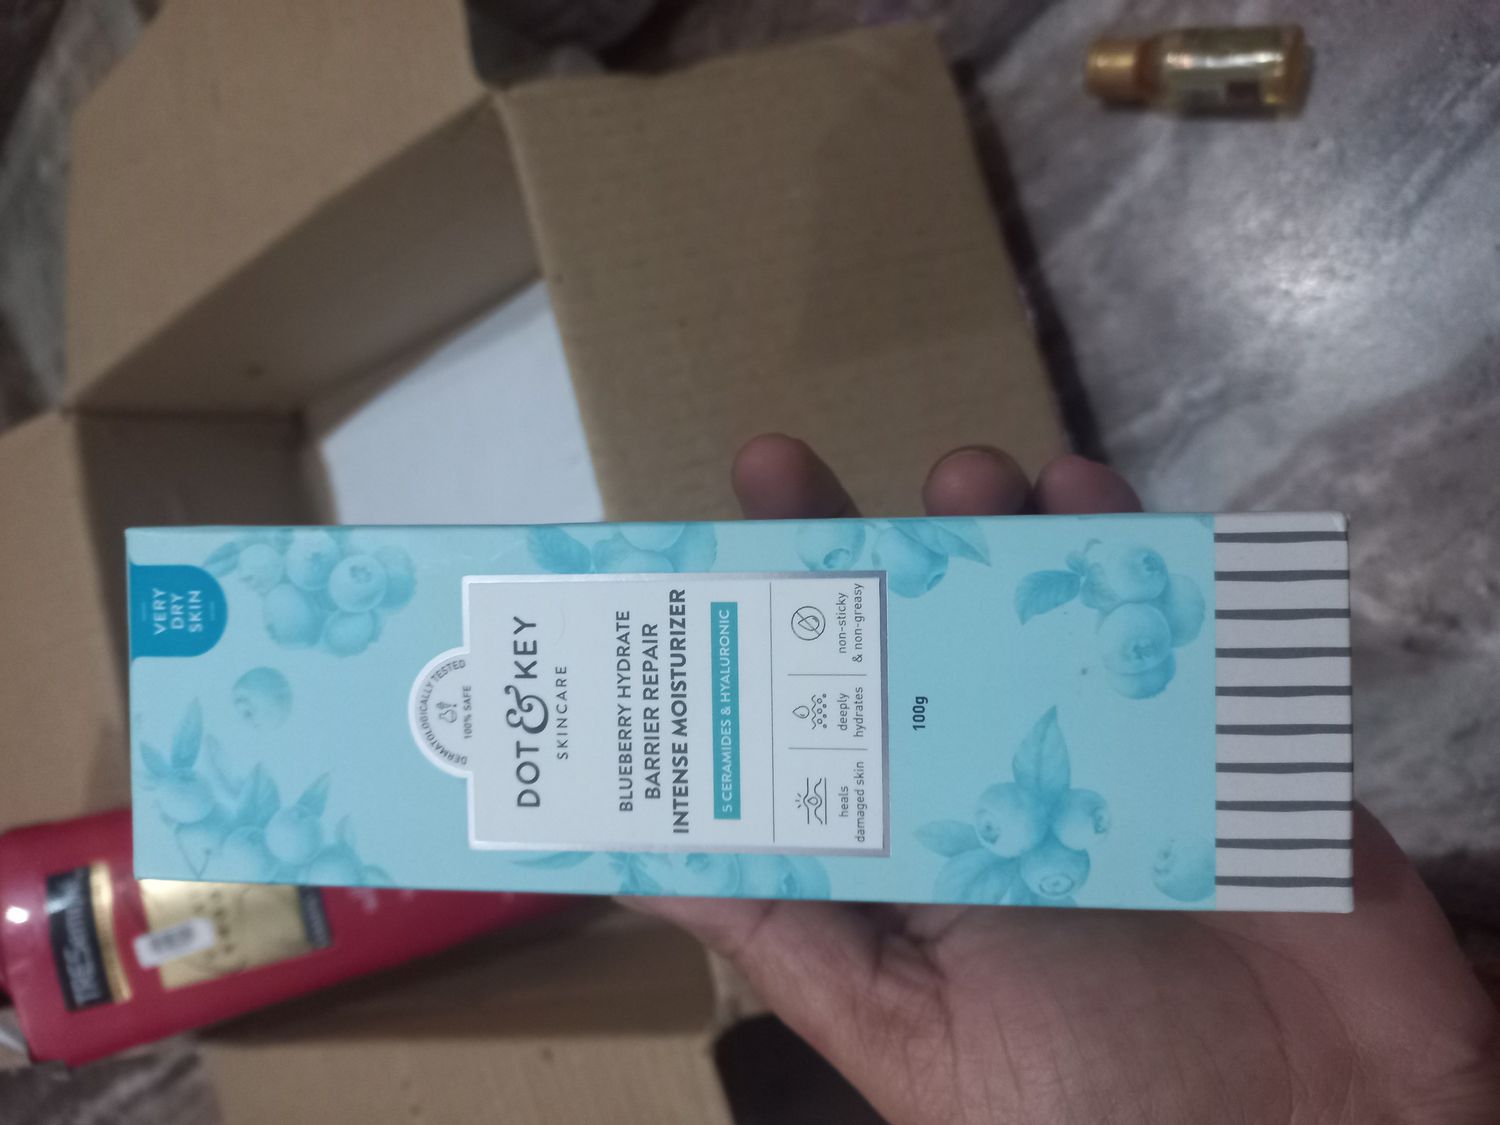 VERY
DRY
SKIN
DERMATOLOGICALLY TESTED
100% SAFE
DOT & KEY
SKINCARE
BLUEBERRY HYDRATE
BARRIER REPAIR
INTENSE MOISTURIZER
5 CERAMIDES & HYALURONIC
heals
damaged skin
deeply
hydrates
non-sticky
& non-greasy
100g
TRESemmé